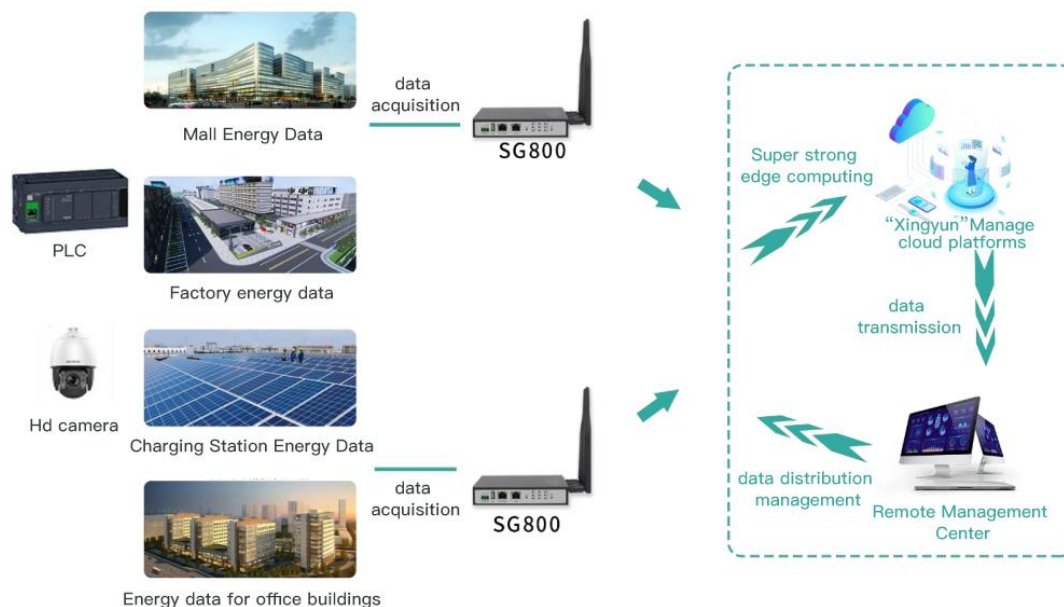 Mall Energy Data
data
acquisition
SG800
PLC
Factory energy data
Hd camera
Charging Station Energy Data
data
acquisition
SG800
Energy data for office buildings
Super strong
edge computing
“Xingyun”Manage
cloud platforms
data
transmission
data distribution
management
Remote Management
Center